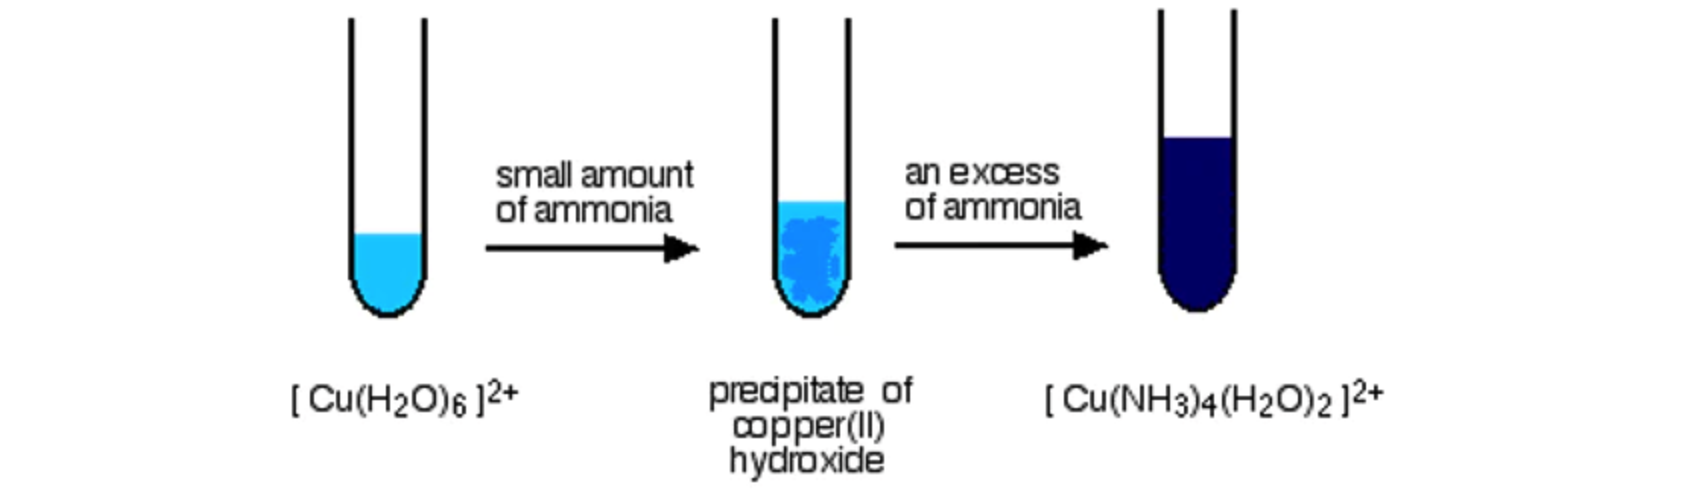 small amount
of ammonia
an excess
of ammonia
[ Cu(H₂O)₆ ]²⁺
precipitate of
copper(II)
hydroxide
[ Cu(NH₃)₄(H₂O)₂ ]²⁺